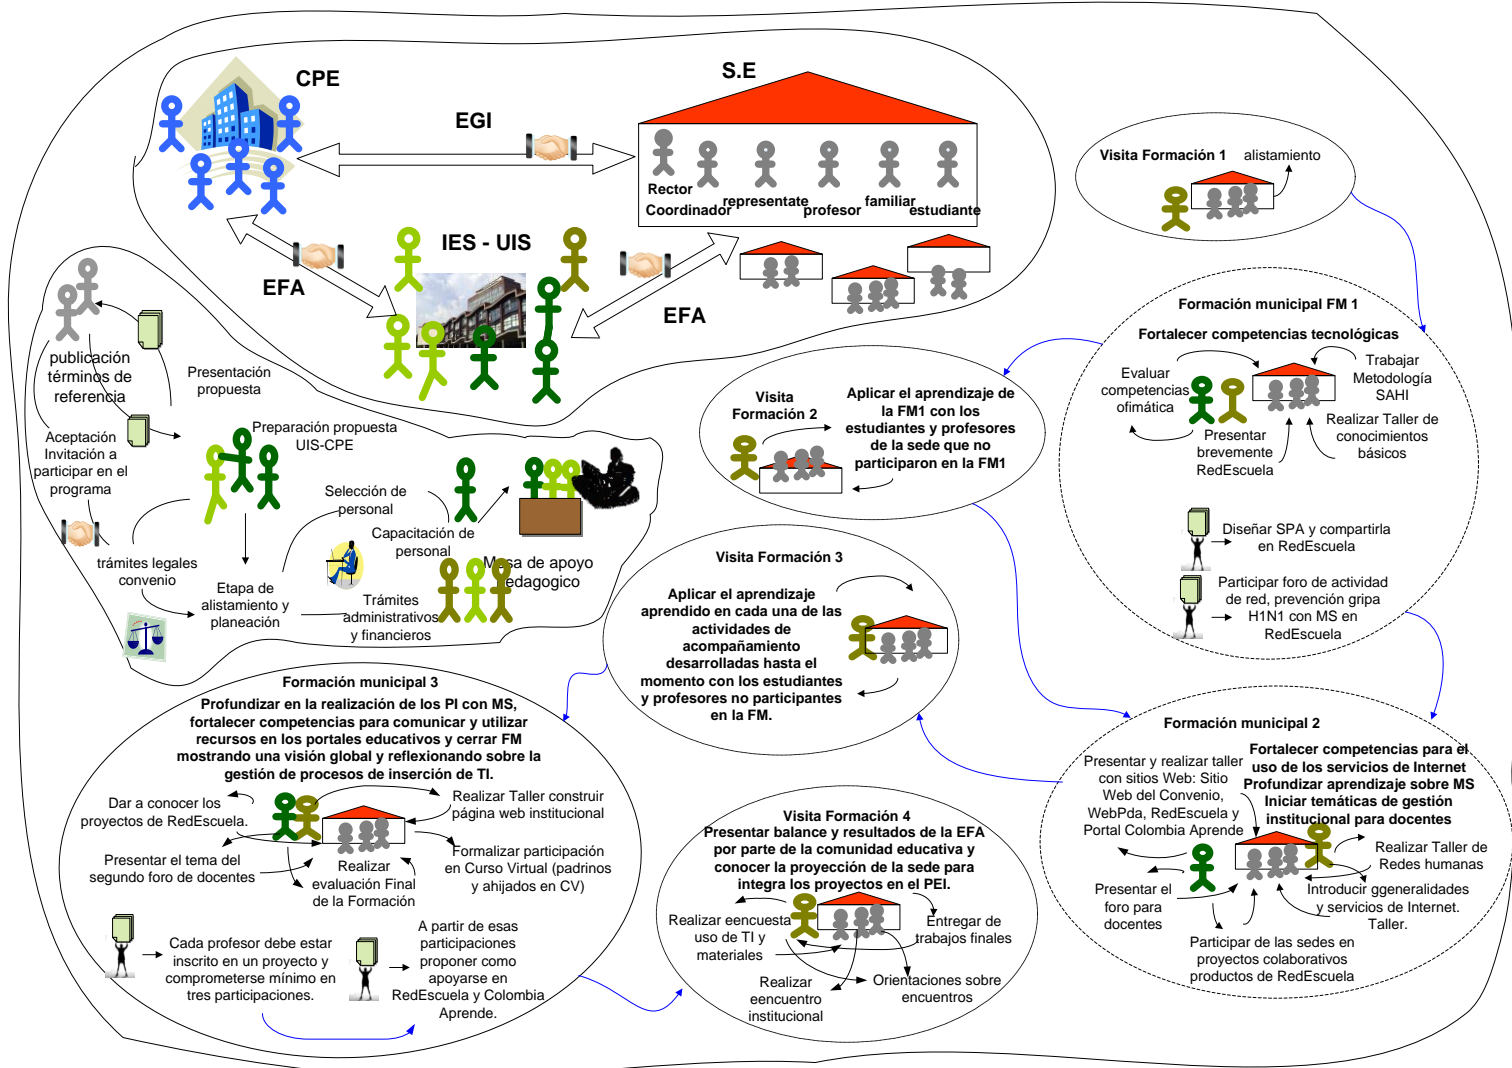 CPE
S.E
EGI
Rector
Coordinador
representate
profesor
familiar
estudiante
IES - UIS
EFA
EFA
publicación
términos de
referencia
Presentación
propuesta
Aceptación
Invitación a
participar en el
programa
Preparación propuesta
UIS-CPE
trámites legales
convenio
Etapa de
alistamiento y
planeación
Selección de
personal
Capacitación de
personal
Trámites
administrativos
y financieros
Mesa de apoyo
pedagogico
Visita Formación 1
alistamiento
Formación municipal FM 1
Fortalecer competencias tecnológicas
Evaluar
competencias
ofimática
Trabajar
Metodología
SAHI
Presentar
brevemente
RedEscuela
Realizar Taller de
conocimientos
básicos
Diseñar SPA y compartirla
en RedEscuela
Participar foro de actividad
de red, prevención gripa
H1N1 con MS en
RedEscuela
Visita
Formación 2
Aplicar el aprendizaje de
la FM1 con los
estudiantes y profesores
de la sede que no
participaron en la FM1
Formación municipal 2
Fortalecer competencias para el
uso de los servicios de Internet
Profundizar aprendizaje sobre MS
Iniciar temáticas de gestión
institucional para docentes
Presentar y realizar taller
con sitios Web: Sitio
Web del Convenio,
WebPda, RedEscuela y
Portal Colombia Aprende
Realizar Taller de
Redes humanas
Presentar el
foro para
docentes
Introducir ggeneralidades
y servicios de Internet.
Taller.
Participar de las sedes en
proyectos colaborativos
productos de RedEscuela
Visita Formación 3
Aplicar el aprendizaje
aprendido en cada una de las
actividades de
acompañamiento
desarrolladas hasta el
momento con los estudiantes
y profesores no participantes
en la FM.
Formación municipal 3
Profundizar en la realización de los PI con MS,
fortalecer competencias para comunicar y utilizar
recursos en los portales educativos y cerrar FM
mostrando una visión global y reflexionando sobre la
gestión de procesos de inserción de TI.
Dar a conocer los
proyectos de RedEscuela.
Realizar Taller construir
página web institucional
Presentar el tema del
segundo foro de docentes
Realizar
evaluación Final
de la Formación
Formalizar participación
en Curso Virtual (padrinos
y ahijados en CV)
Cada profesor debe estar
inscrito en un proyecto y
comprometerse mínimo en
tres participaciones.
A partir de esas
participaciones
proponer como
apoyarse en
RedEscuela y Colombia
Aprende.
Visita Formación 4
Presentar balance y resultados de la EFA
por parte de la comunidad educativa y
conocer la proyección de la sede para
integra los proyectos en el PEI.
Realizar eencuesta
uso de TI y
materiales
Entregar de
trabajos finales
Realizar
eencuentro
institucional
Orientaciones sobre
encuentros